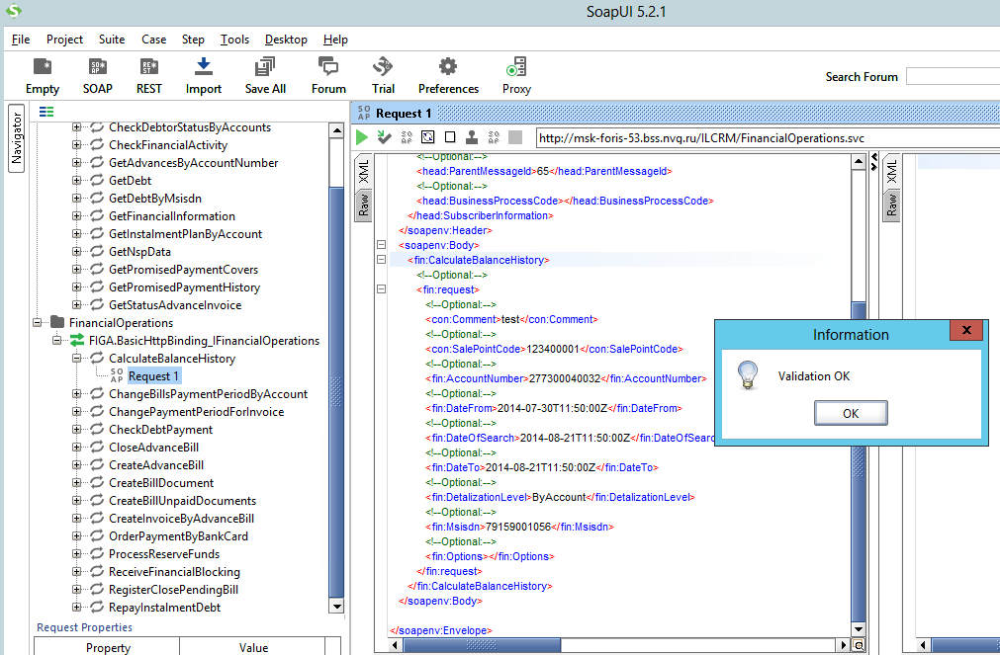 SoapUI 5.2.1
File Project Suite Case Step Tools Desktop Help
Empty SOAP REST Import Save All Forum Trial Preferences Proxy
Search Forum
Navigator
CheckDebtorStatusByAccounts
CheckFinancialActivity
GetAdvancesByAccountNumber
GetDebt
GetDebtByMsisdn
GetFinancialInformation
GetInstalmentPlanByAccount
GetNspData
GetPromisedPaymentCovers
GetPromisedPaymentHistory
GetStatusAdvanceInvoice
FinancialOperations
FIGA.BasicHttpBinding_IFinancialOperations
CalculateBalanceHistory
Request 1
ChangeBillsPaymentPeriodByAccount
ChangePaymentPeriodForInvoice
CheckDebtPayment
CloseAdvanceBill
CreateAdvanceBill
CreateBillDocument
CreateBillUnpaidDocuments
CreateInvoiceByAdvanceBill
OrderPaymentByBankCard
ProcessReserveFunds
ReceiveFinancialBlocking
RegisterClosePendingBill
RepayInstalmentDebt
Request Properties
Property Value
Request 1
http://msk-foris-53.bss.nvq.ru/ILCRM/FinancialOperations.svc
XML
Raw
<!--Optional:-->
<head:ParentMessageId>65</head:ParentMessageId>
<!--Optional:-->
<head:BusinessProcessCode></head:BusinessProcessCode>
</head:SubscriberInformation>
</soapenv:Header>
<soapenv:Body>
<fin:CalculateBalanceHistory>
<!--Optional:-->
<fin:request>
<!--Optional:-->
<con:Comment>test</con:Comment>
<!--Optional:-->
<con:SalePointCode>123400001</con:SalePointCode>
<!--Optional:-->
<fin:AccountNumber>277300040032</fin:AccountNumber>
<!--Optional:-->
<fin:DateFrom>2014-07-30T11:50:00Z</fin:DateFrom>
<!--Optional:-->
<fin:DateOfSearch>2014-08-21T11:50:00Z</fin:DateOfSearc
<!--Optional:-->
<fin:DateTo>2014-08-21T11:50:00Z</fin:DateTo>
<!--Optional:-->
<fin:DetalizationLevel>ByAccount</fin:DetalizationLevel>
<!--Optional:-->
<fin:Msisdn>79159001056</fin:Msisdn>
<!--Optional:-->
<fin:Options></fin:Options>
</fin:request>
</fin:CalculateBalanceHistory>
</soapenv:Body>
</soapenv:Envelope>
XML
Raw
Information
x
Validation OK
OK